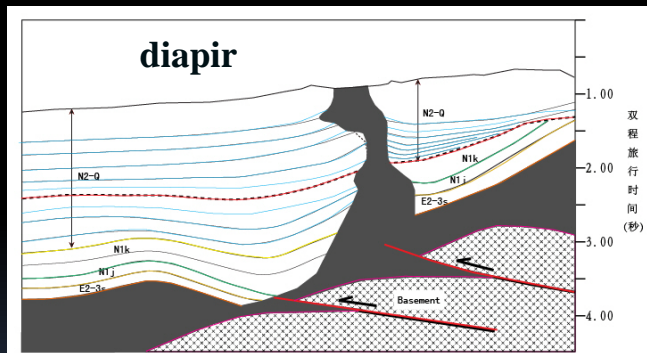 diapir
1.00
N2-Q
N2-Q
N1k
2.00
N1j
E2-3s
N1k
3.00
N1j
E2-3s
Basement
4.00
双
程
旅
行
时
间
(秒)